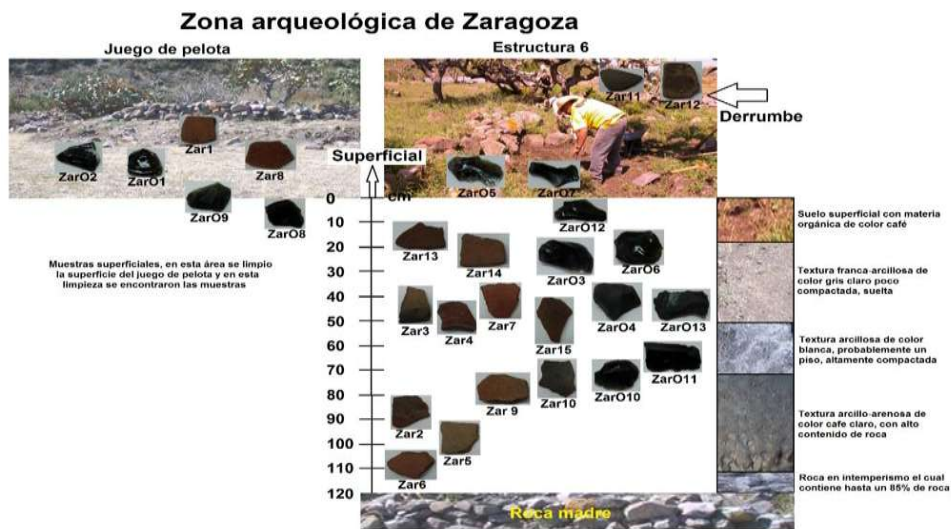 Zona arqueológica de Zaragoza
Juego de pelota
Estructura 6
Zar11
Zar12
Derrumbe
Zar1
ZarO2
ZarO1
Zar8
Superficial
ZarO5
ZarO7
ZarO9
ZarO8
0
cm
10
20
30
40
50
60
70
80
90
100
110
120
ZarO12
Zar13
Zar14
ZarO3
ZarO6
Zar3
Zar4
Zar7
Zar15
ZarO4
ZarO13
Zar2
Zar 9
Zar10
ZarO10
ZarO11
Zar5
Zar6
Muestras superficiales, en esta área se limpio
la superficie del juego de pelota y en esta
limpieza se encontraron las muestras
Suelo superficial con materia
orgánica de color café
Textura franca-arcillosa de
color gris claro poco
compactada, suelta
Textura arcillosa de color
blanca, probablemente un
piso, altamente compactada
Textura arcillo-arenosa de
color cafe claro, con alto
contenido de roca
Roca en intemperismo el cual
contiene hasta un 85% de roca
Roca madre